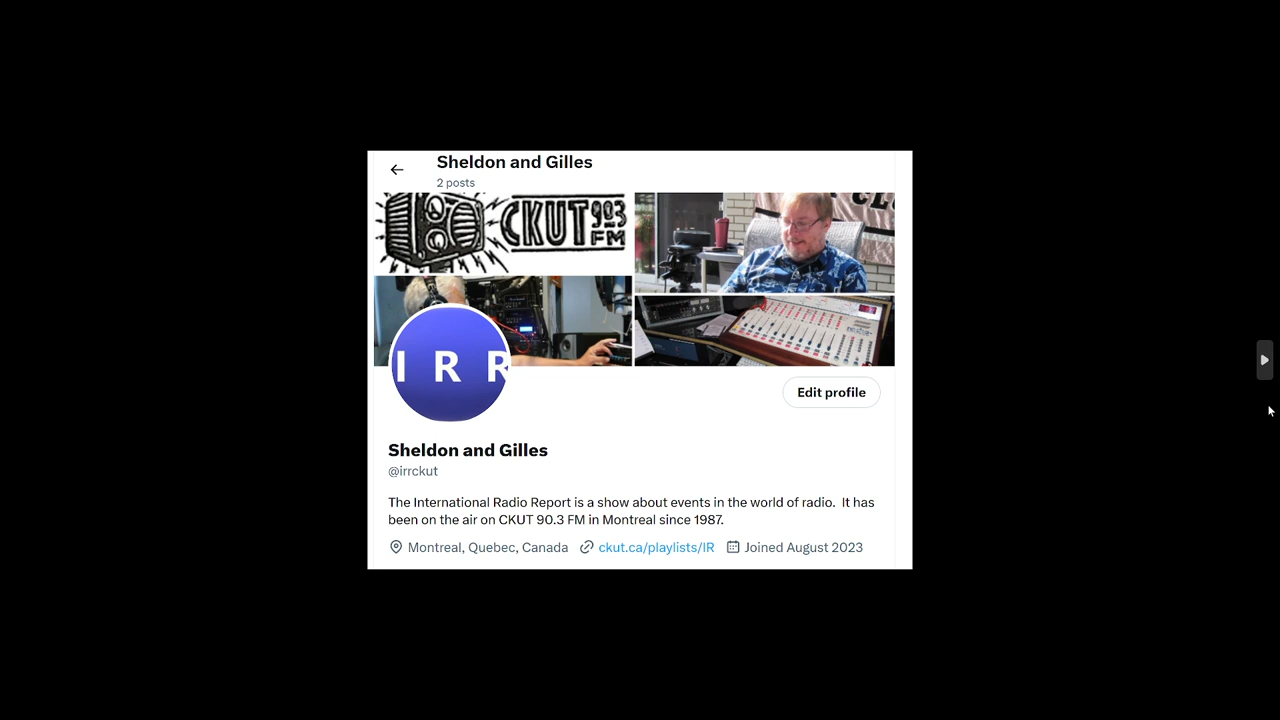 Sheldon and Gilles
2 posts
CKUT 90.3 FM
I R R
Edit profile
Sheldon and Gilles
@irrckut
The International Radio Report is a show about events in the world of radio.  It has
been on the air on CKUT 90.3 FM in Montreal since 1987.
Montreal, Quebec, Canada ckut.ca/playlists/IR Joined August 2023